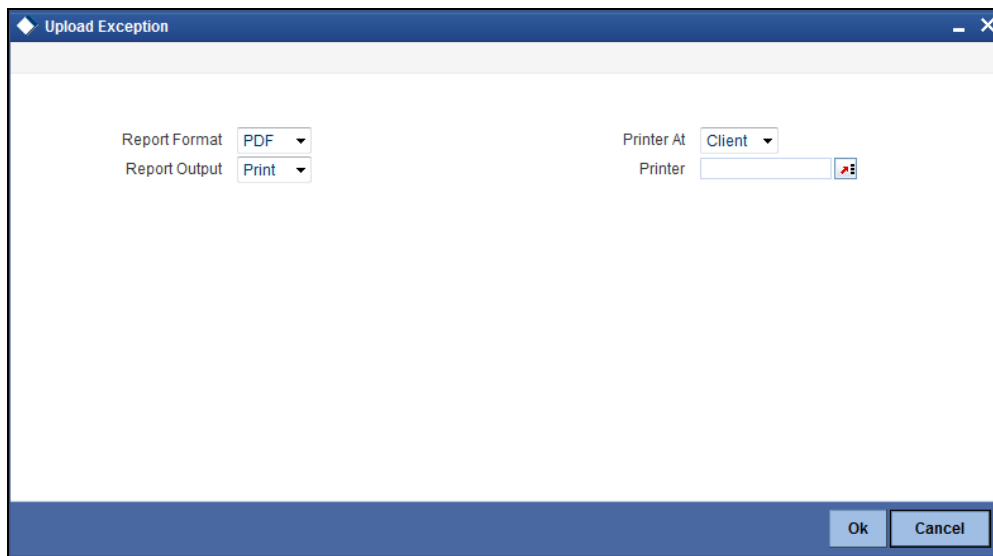 Upload Exception
Report Format PDF Printer At Client
Report Output Print Printer
Ok Cancel